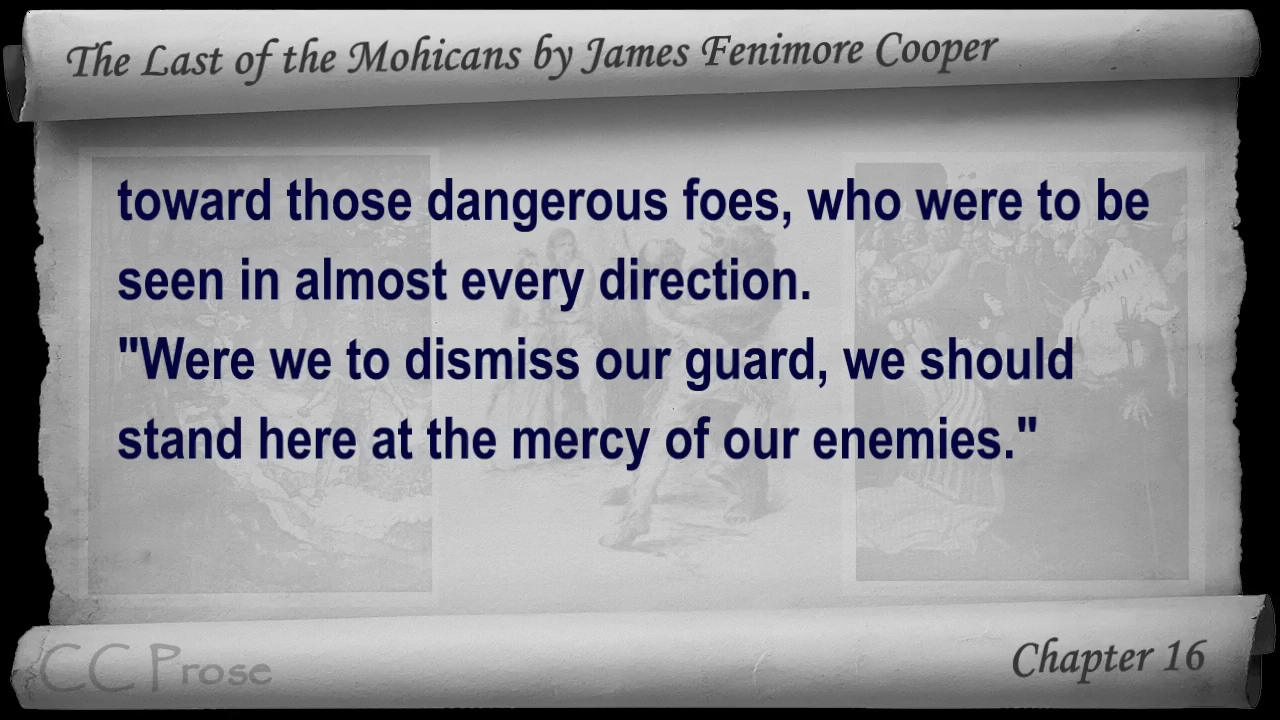 The Last of the Mohicans by James Fenimore Cooper
toward those dangerous foes, who were to be
seen in almost every direction.
"Were we to dismiss our guard, we should
stand here at the mercy of our enemies."
CC Prose
Chapter 16